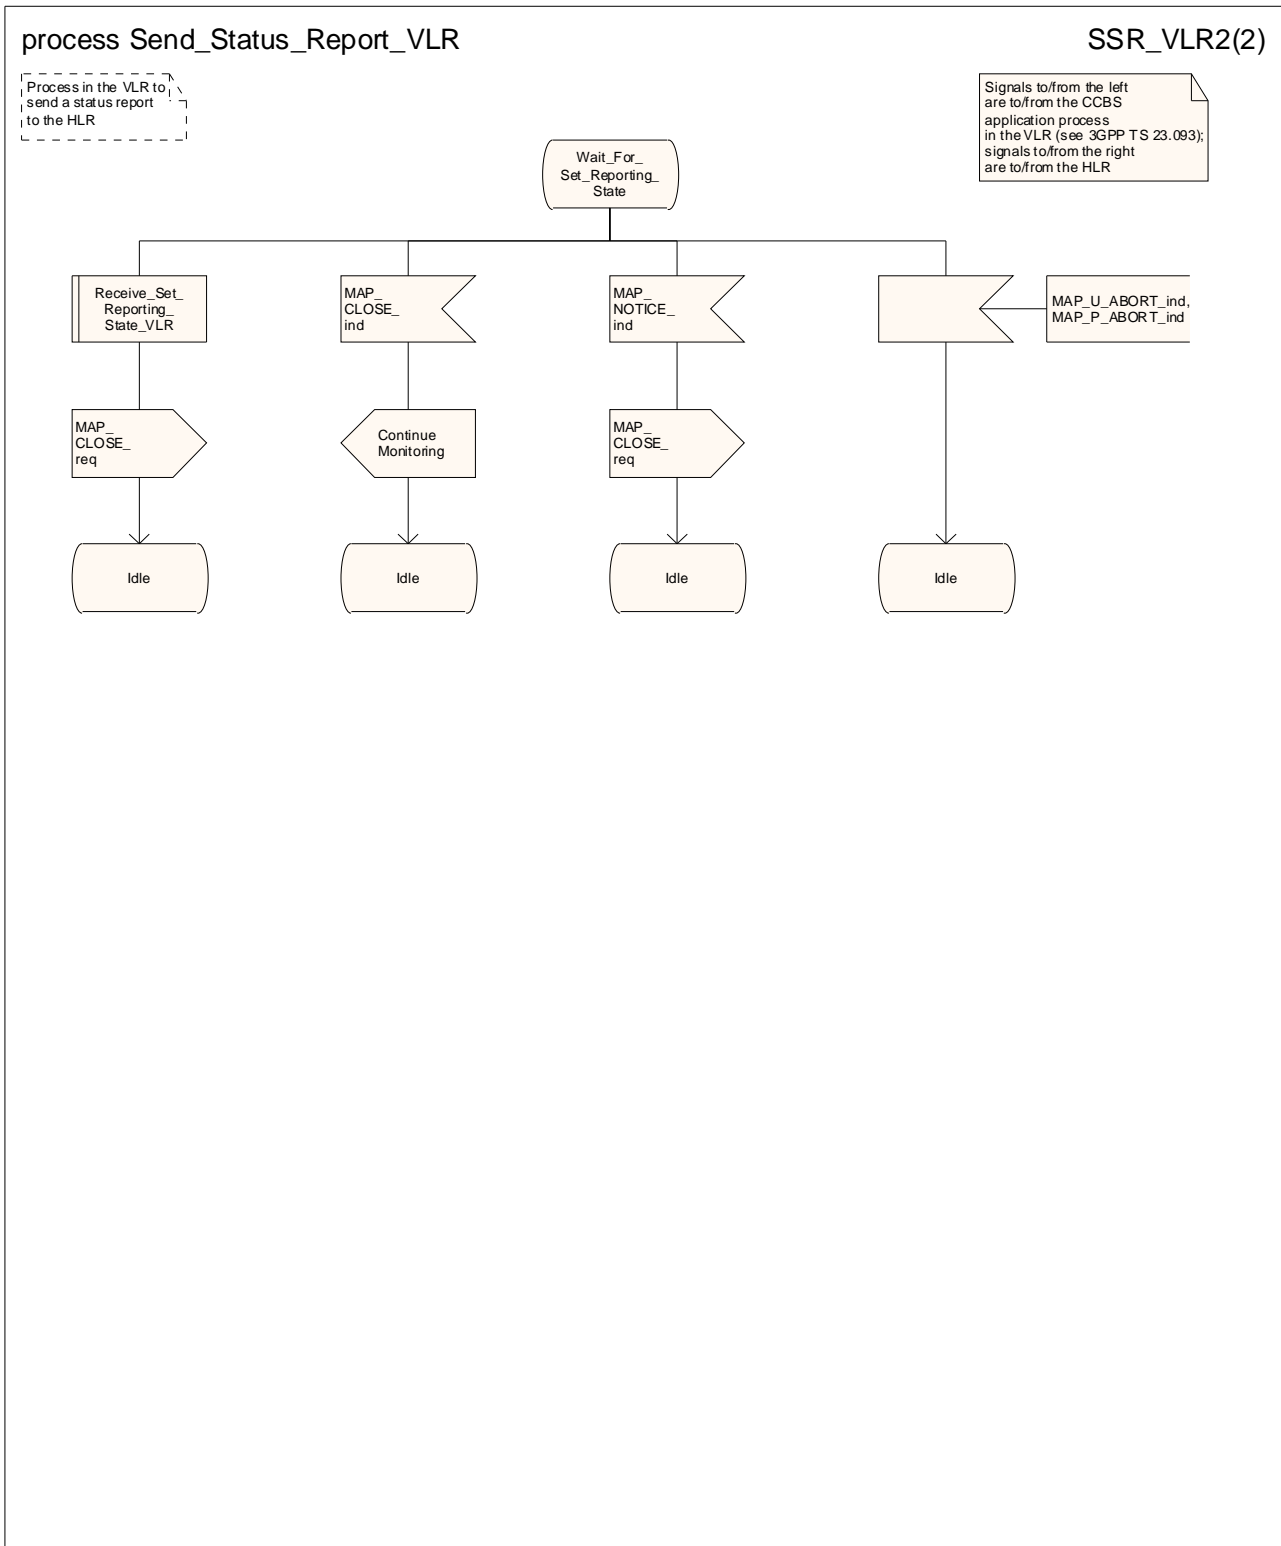 process Send_Status_Report_VLR
SSR_VLR2(2)
Process in the VLR to
send a status report
to the HLR
Signals to/from the left
are to/from the CCBS
application process
in the VLR (see 3GPP TS 23.093);
signals to/from the right
are to/from the HLR
Wait_For_
Set_Reporting_
State
Receive_Set_
Reporting_
State_VLR
MAP_
CLOSE_
ind
MAP_
NOTICE_
ind
MAP_U_ABORT_ind,
MAP_P_ABORT_ind
MAP_
CLOSE_
req
Continue
Monitoring
MAP_
CLOSE_
req
Idle
Idle
Idle
Idle